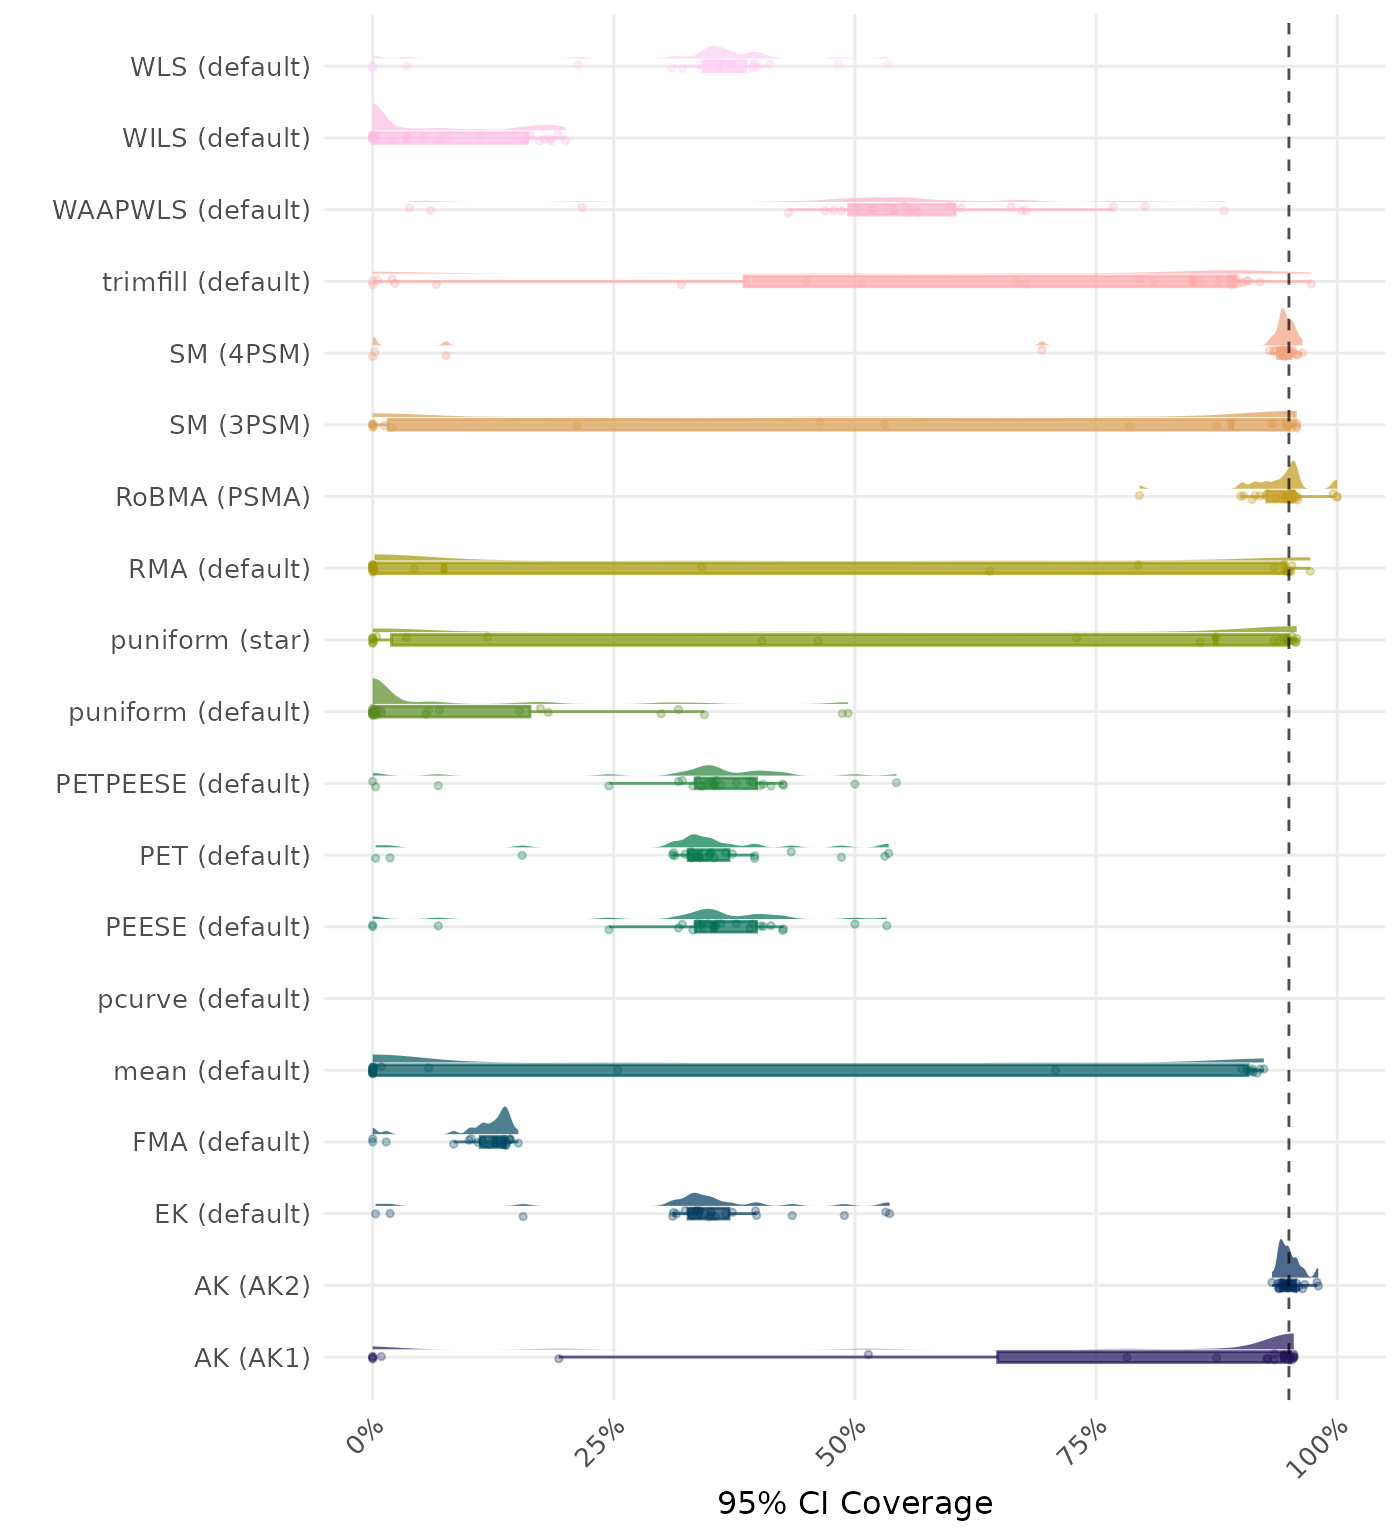 WLS (default)
WILS (default)
WAAPWLS (default)
trimfill (default)
SM (4PSM)
SM (3PSM)
RoBMA (PSMA)
RMA (default)
puniform (star)
puniform (default)
PETPEESE (default)
PET (default)
PEESE (default)
pcurve (default)
mean (default)
FMA (default)
EK (default)
AK (AK2)
AK (AK1)
0%
25%
50%
75%
100%
95% CI Coverage